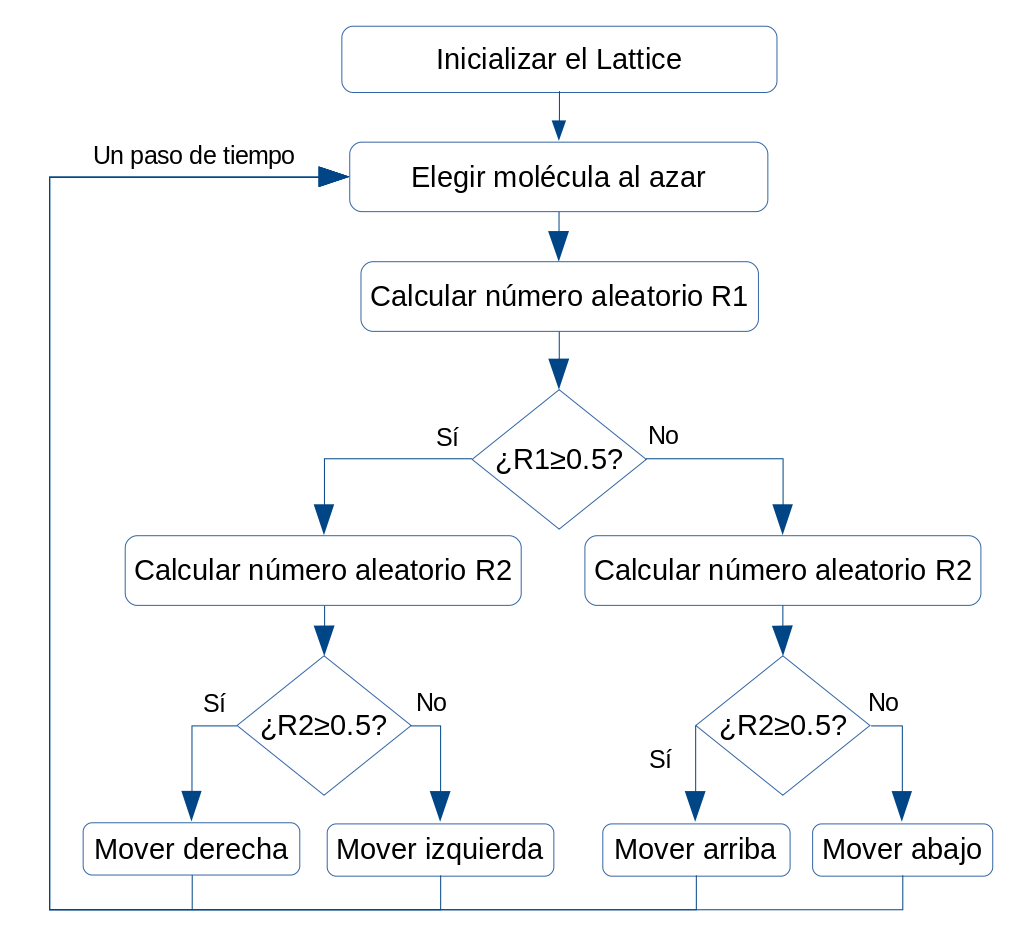 Inicializar el Lattice
Un paso de tiempo
Elegir molécula al azar
Calcular número aleatorio R1
Sí
No
¿R1≥0.5?
Calcular número aleatorio R2
Calcular número aleatorio R2
Sí
No
¿R2≥0.5?
No
¿R2≥0.5?
Sí
Mover derecha
Mover izquierda
Mover arriba
Mover abajo